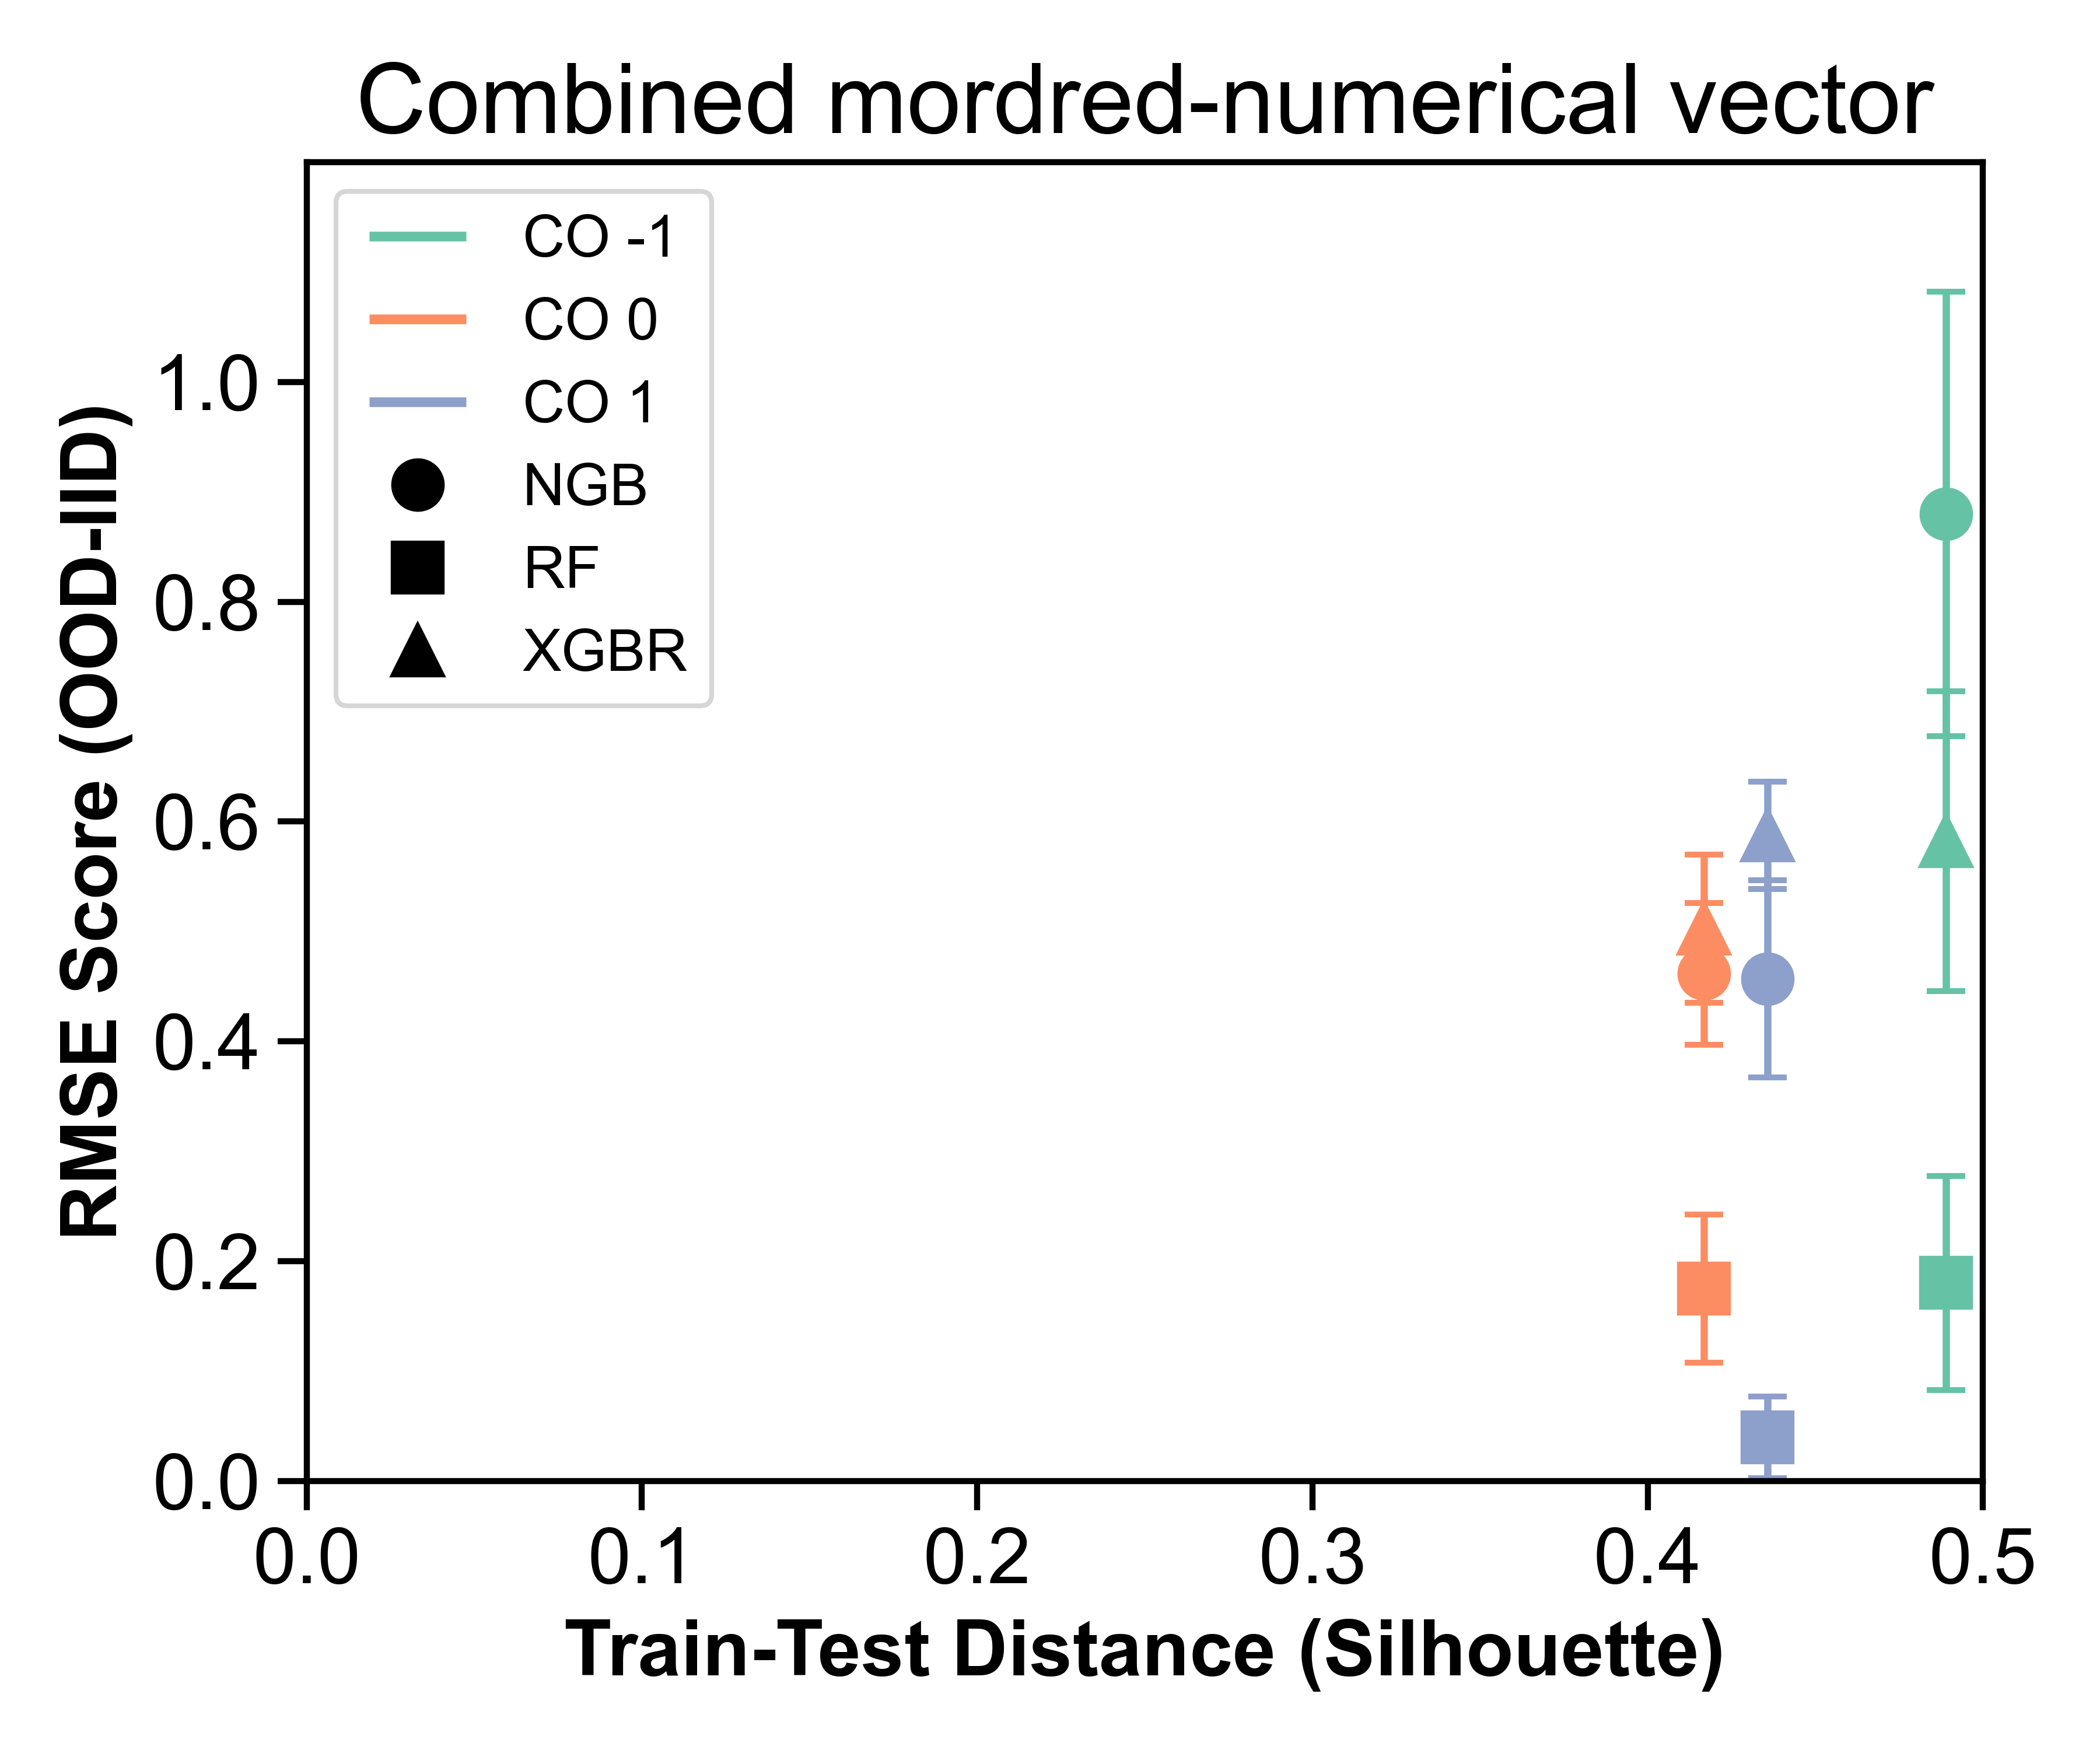 Combined mordred-numerical vector
CO -1
CO 0
CO 1
NGB
RF
XGBR
RMSE Score (OOD-IID)
1.0
0.8
0.6
0.4
0.2
0.0
0.0 0.1 0.2 0.3 0.4 0.5
Train-Test Distance (Silhouette)